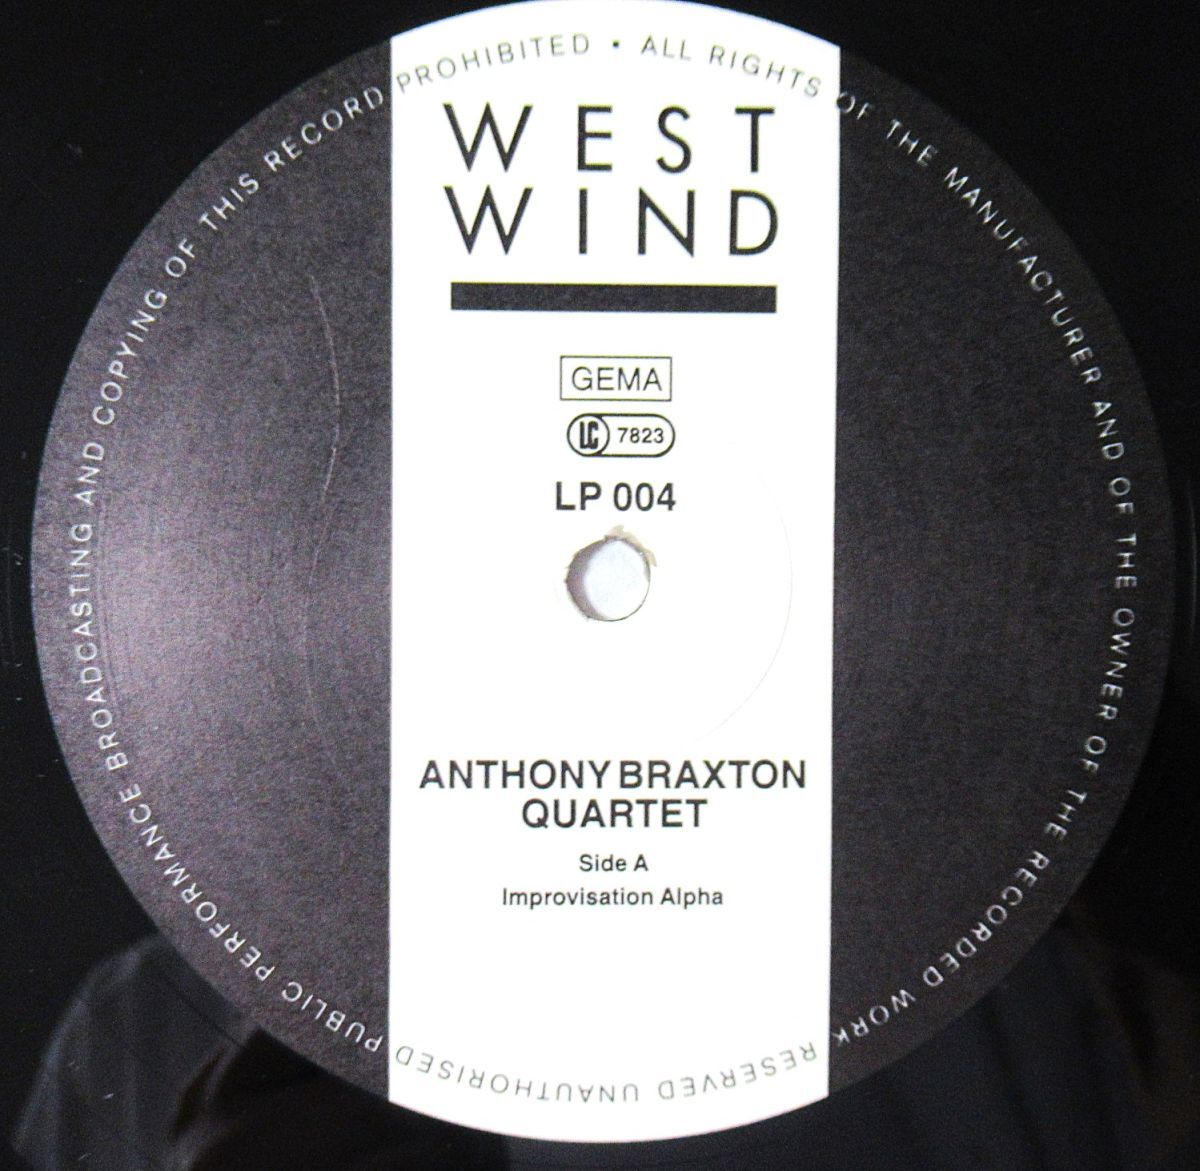 WEST
WIND
GEMA
LC 7823
LP 004
ANTHONY BRAXTON
QUARTET
Side A
Improvisation Alpha
ALL RIGHTS OF THE MANUFACTURER AND OF THE OWNER OF THE RECORDED WORK RESERVED UNAUTHORISED PUBLIC PERFORMANCE BROADCASTING AND COPYING OF THIS RECORD PROHIBITED •